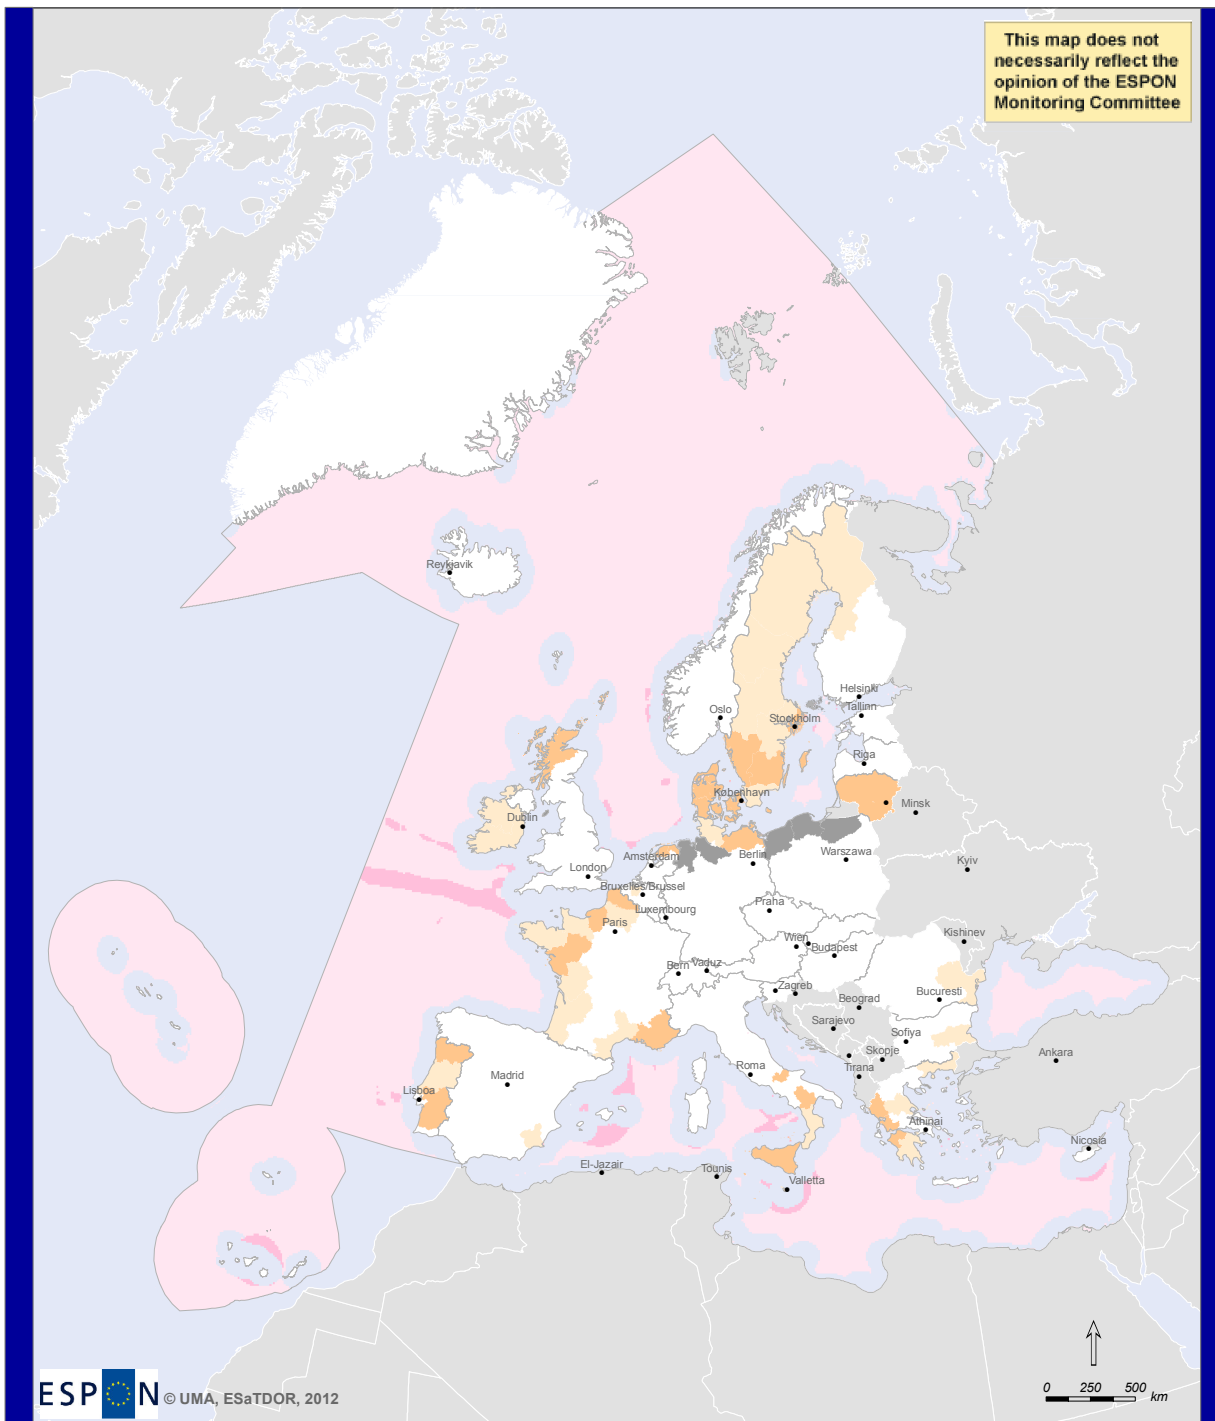 This map does not
necessarily reflect the
opinion of the ESPON
Monitoring Committee
Reykjavik
Helsinki
Tallinn
Oslo
Stockholm
Riga
København
Minsk
Dublin
Amsterdam
Berlin
Warszawa
London
Kyiv
Bruxelles/Brussel
Praha
Luxembourg
Paris
Kishinev
Wien
Budapest
Bern
Vaduz
Zagreb
Bucuresti
Beograd
Sarajevo
Sofiya
Skopje
Ankara
Roma
Tirana
Madrid
Lisboa
Athinai
Nicosia
El-Jazair
Tounis
Valletta
0 250 500 km
ESPON © UMA, ESaTDOR, 2012